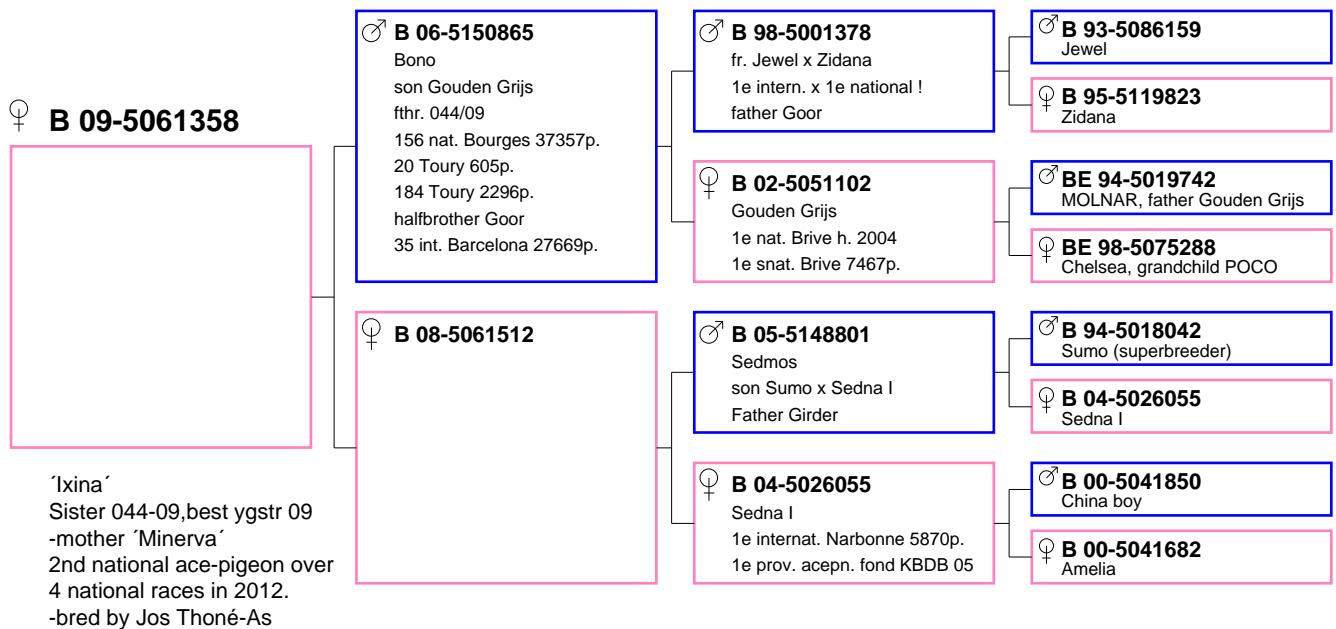 B 09-5061358
´Ixina´
Sister 044-09,best ygstr 09
-mother ´Minerva´
2nd national ace-pigeon over
4 national races in 2012.
-bred by Jos Thoné-As
B 06-5150865
Bono
son Gouden Grijs
fthr. 044/09
156 nat. Bourges 37357p.
20 Toury 605p.
184 Toury 2296p.
halfbrother Goor
35 int. Barcelona 27669p.
B 08-5061512
B 98-5001378
fr. Jewel x Zidana
1e intern. x 1e national !
father Goor
B 02-5051102
Gouden Grijs
1e nat. Brive h. 2004
1e snat. Brive 7467p.
B 05-5148801
Sedmos
son Sumo x Sedna I
Father Girder
B 04-5026055
Sedna I
1e internat. Narbonne 5870p.
1e prov. acepn. fond KBDB 05
B 93-5086159
Jewel
B 95-5119823
Zidana
BE 94-5019742
MOLNAR, father Gouden Grijs
BE 98-5075288
Chelsea, grandchild POCO
B 94-5018042
Sumo (superbreeder)
B 04-5026055
Sedna I
B 00-5041850
China boy
B 00-5041682
Amelia